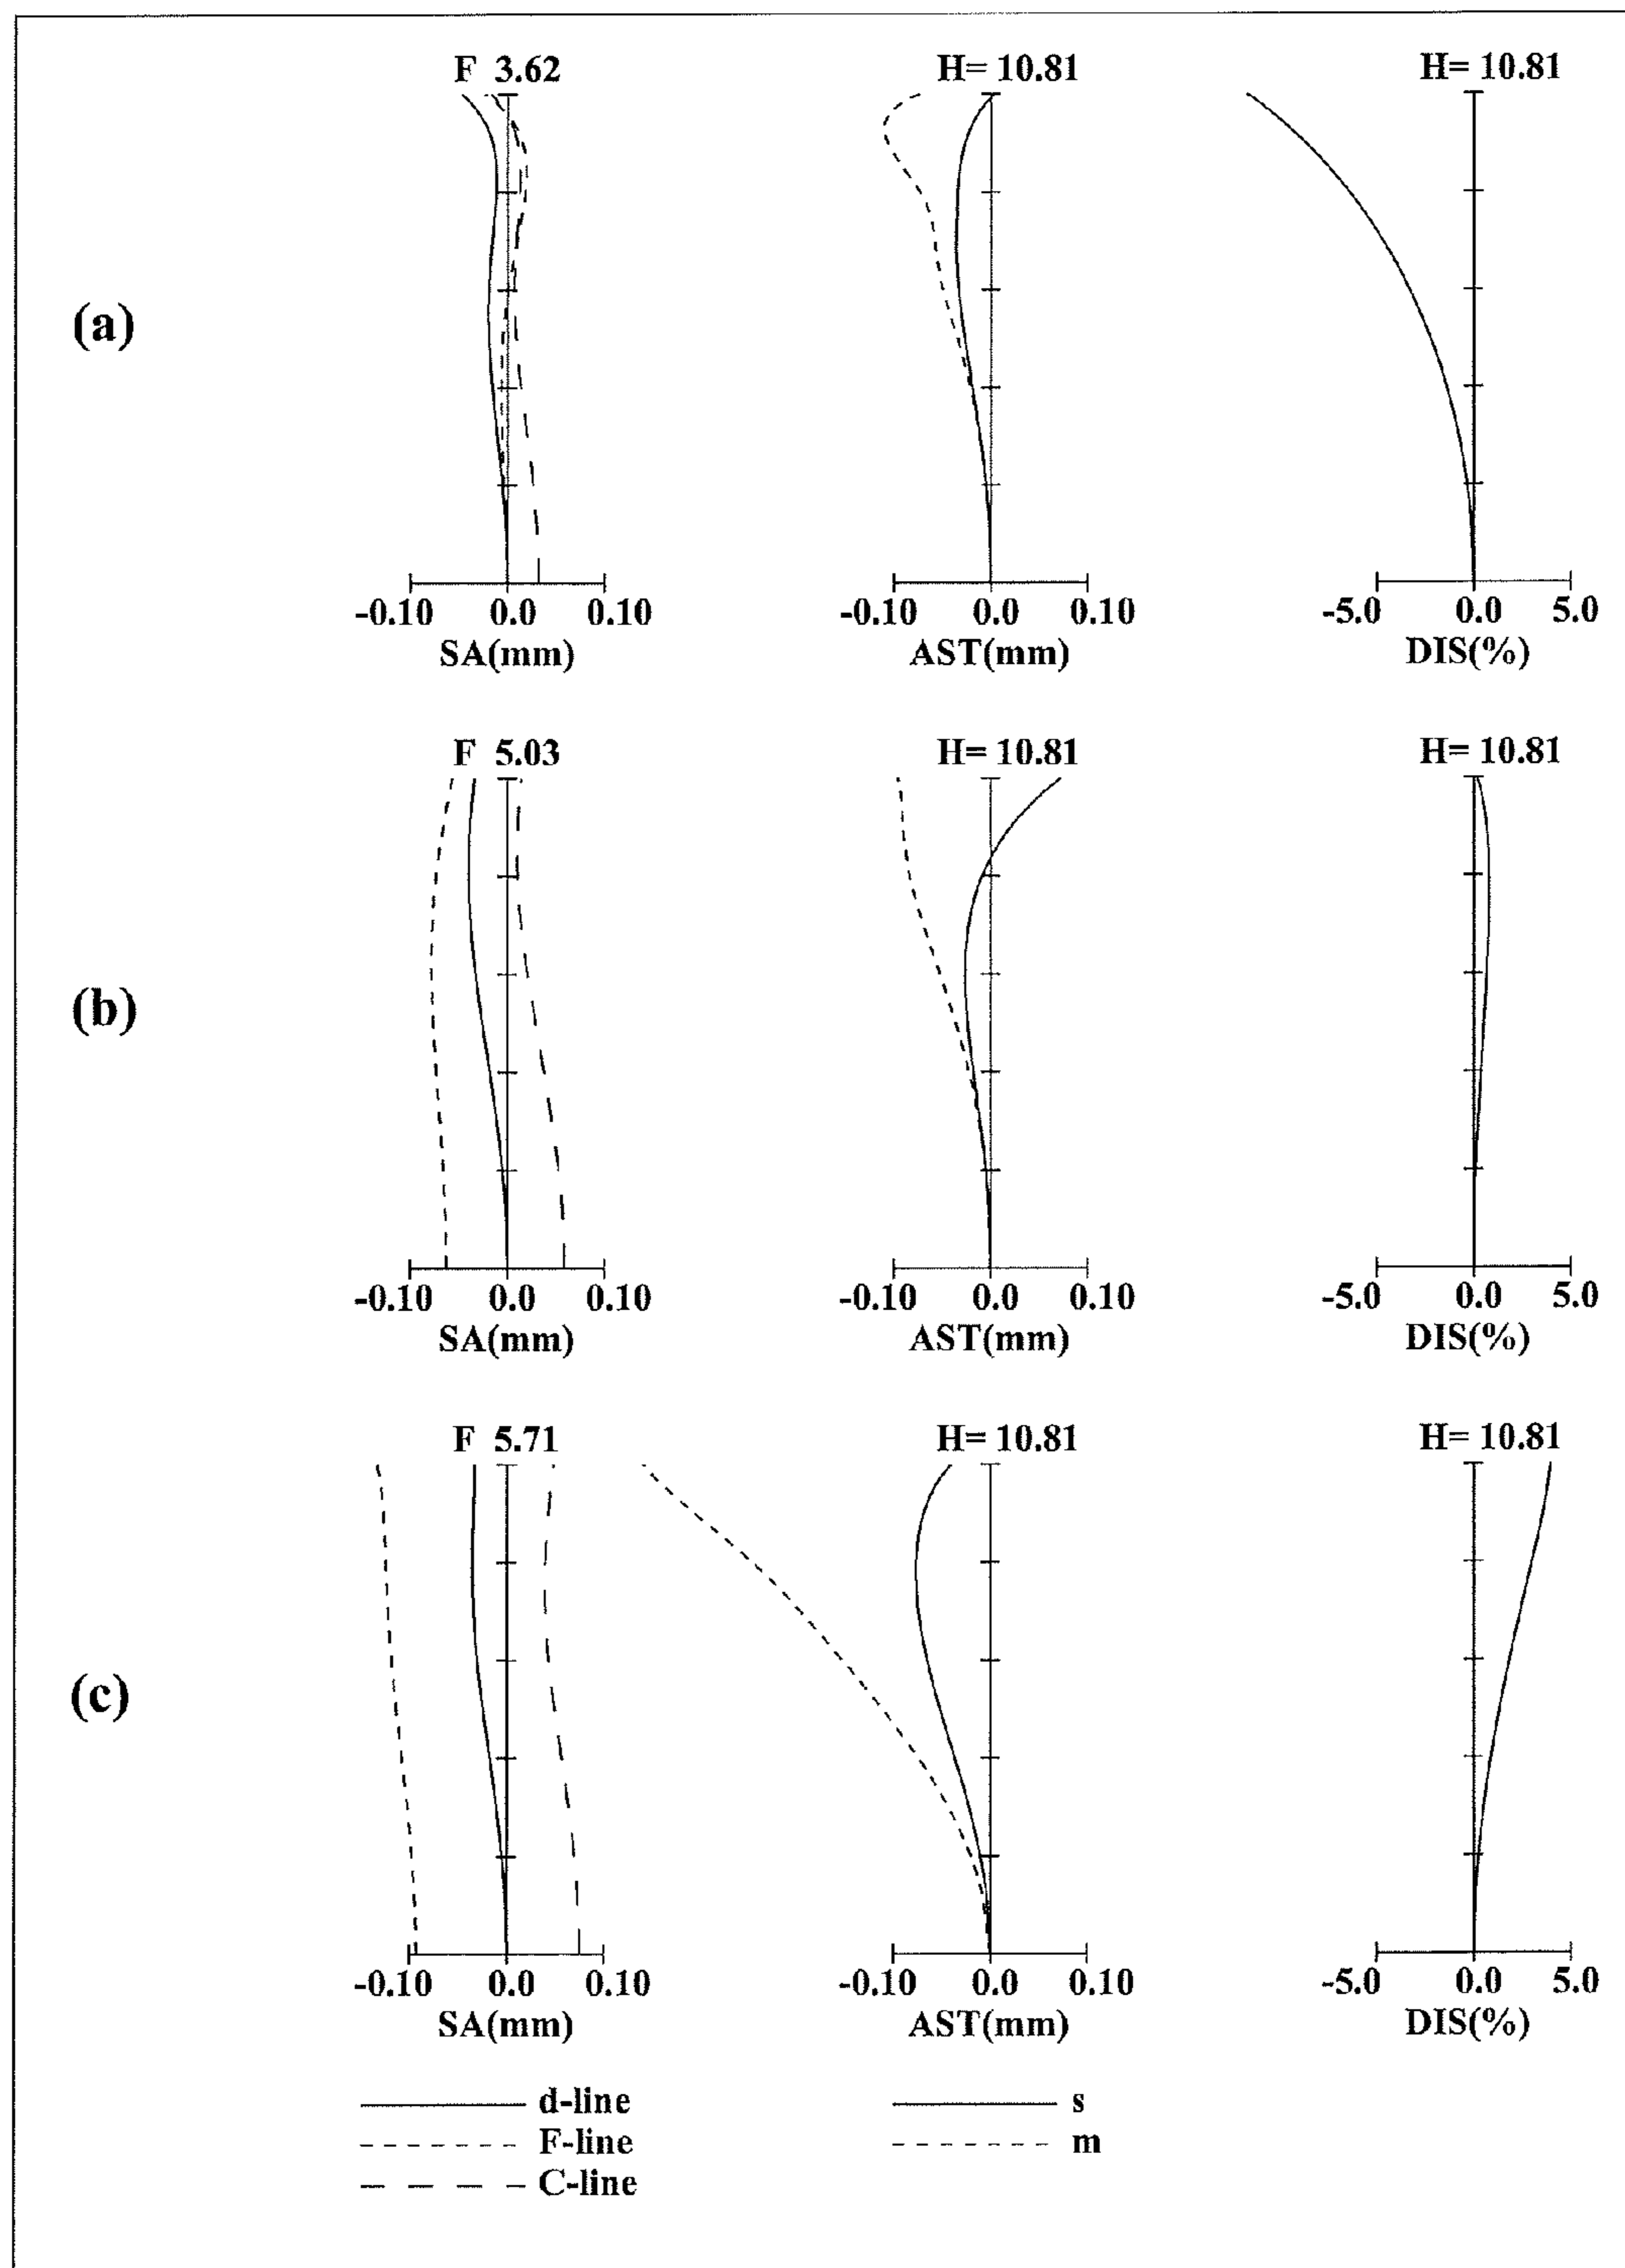 F 3.62 H= 10.81 H= 10.81
(a)
-0.10 0.0 0.10 -0.10 0.0 0.10 -5.0 0.0 5.0
SA(mm) AST(mm) DIS(%)
F 5.03 H= 10.81 H= 10.81
(b)
-0.10 0.0 0.10 -0.10 0.0 0.10 -5.0 0.0 5.0
SA(mm) AST(mm) DIS(%)
F 5.71 H= 10.81 H= 10.81
(c)
-0.10 0.0 0.10 -0.10 0.0 0.10 -5.0 0.0 5.0
SA(mm) AST(mm) DIS(%)
d-line s
F-line m
C-line